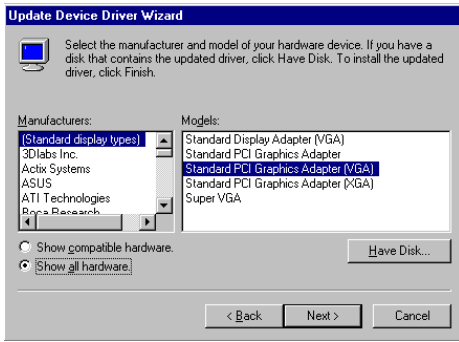 Update Device Driver Wizard
Select the manufacturer and model of your hardware device. If you have a
disk that contains the updated driver, click Have Disk. To install the updated
driver, click Finish.
Manufacturers:
(Standard display types)
3Dlabs Inc.
Actix Systems
ASUS
ATI Technologies
Boca Research
Models:
Standard Display Adapter (VGA)
Standard PCI Graphics Adapter
Standard PCI Graphics Adapter (VGA)
Standard PCI Graphics Adapter (XGA)
Super VGA
Show compatible hardware.
Show all hardware.
Have Disk...
< Back
Next >
Cancel